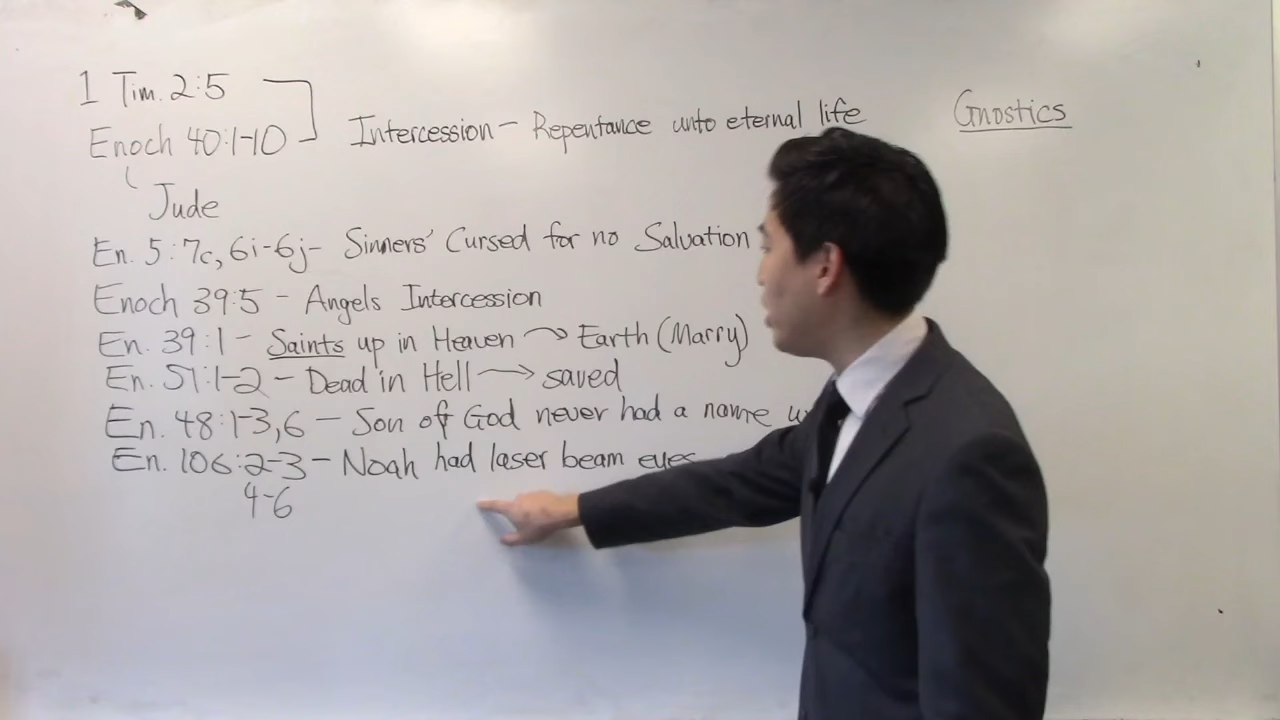 1 Tim. 2:5
Enoch 40:1-10
Intercession - Repentance unto eternal life
Gnostics
Jude
En. 5:7c, 6i-6j- Sinners' Cursed for no Salvation
Enoch 39:5 - Angels Intercession
En. 39:1 - Saints up in Heaven → Earth (Marry)
En. 51:1-2 - Dead in Hell → saved
En. 48:1-3,6 - Son of God never had a name
En. 106:2-3 - Noah had laser beam eyes
4-6